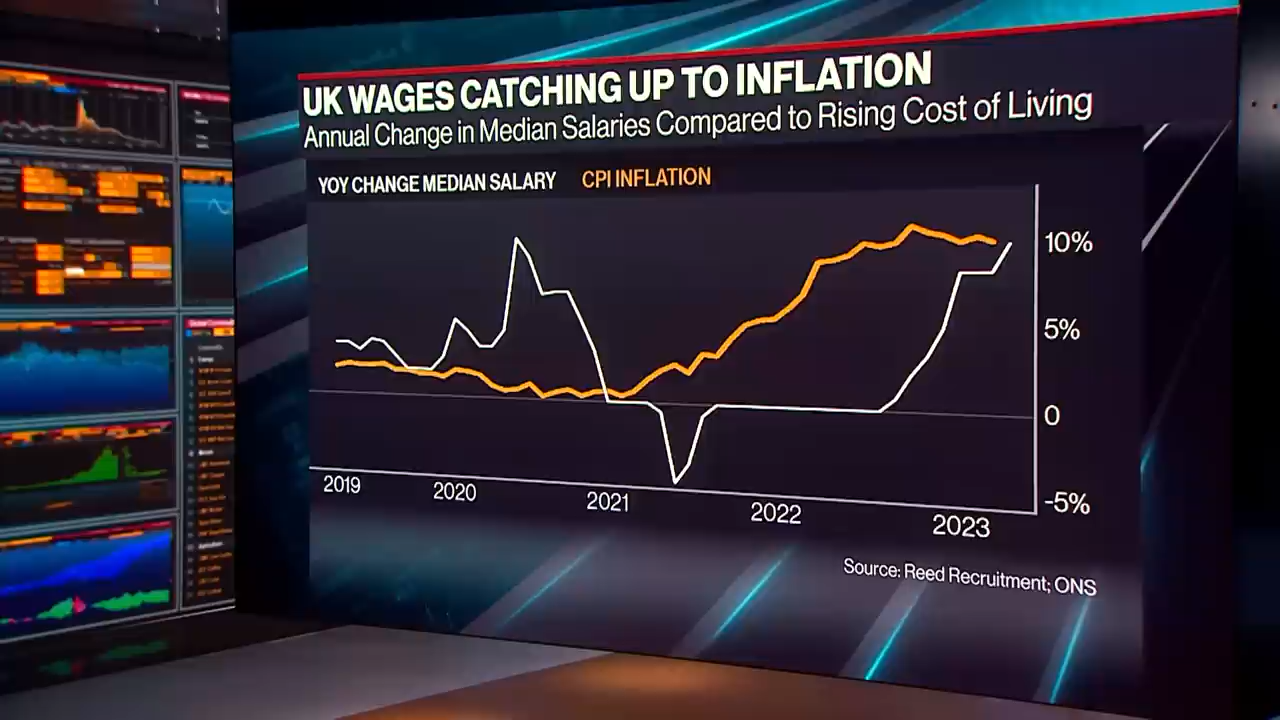 UK WAGES CATCHING UP TO INFLATION
Annual Change in Median Salaries Compared to Rising Cost of Living
YOY CHANGE MEDIAN SALARY CPI INFLATION
10%
5%
0
-5%
2019 2020 2021 2022 2023
Source: Reed Recruitment; ONS